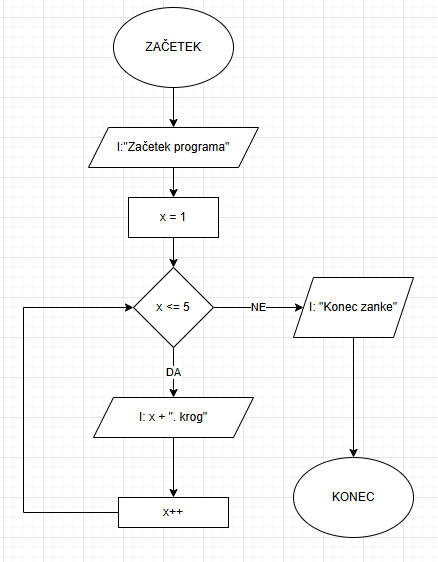 ZAČETEK
I:"Začetek programa"
x = 1
x <= 5
NE
I: "Konec zanke"
DA
I: x + ". krog"
x++
KONEC